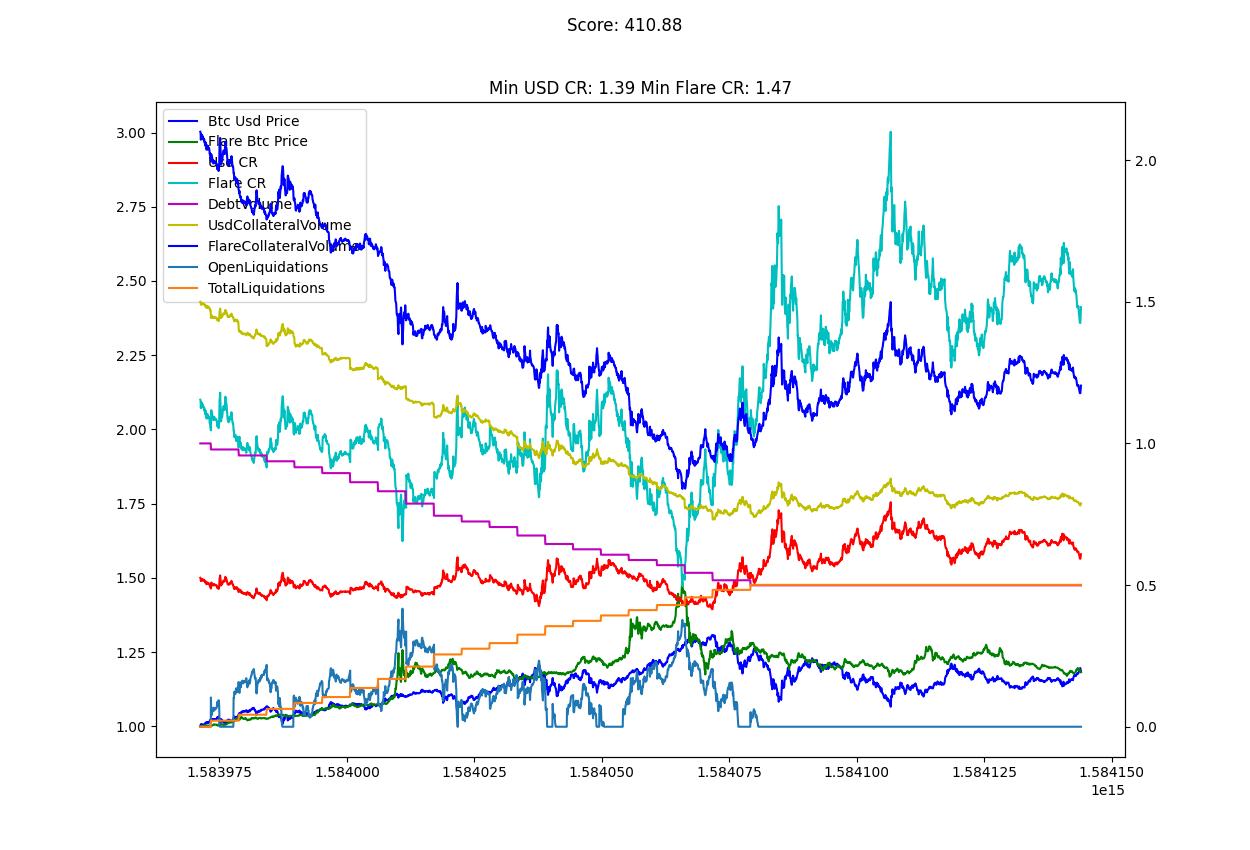 Score: 410.88
Min USD CR: 1.39 Min Flare CR: 1.47
Btc Usd Price
Flare Btc Price
Usd CR
Flare CR
DebtVolume
UsdCollateralVolume
FlareCollateralVolume
OpenLiquidations
TotalLiquidations
3.00
2.75
2.50
2.25
2.00
1.75
1.50
1.25
1.00
2.0
1.5
1.0
0.5
0.0
1.583975
1.584000
1.584025
1.584050
1.584075
1.584100
1.584125
1.584150
1e15